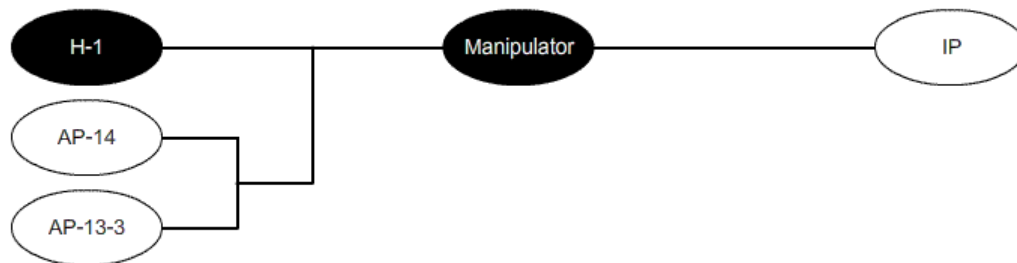 H-1
Manipulator
IP
AP-14
AP-13-3